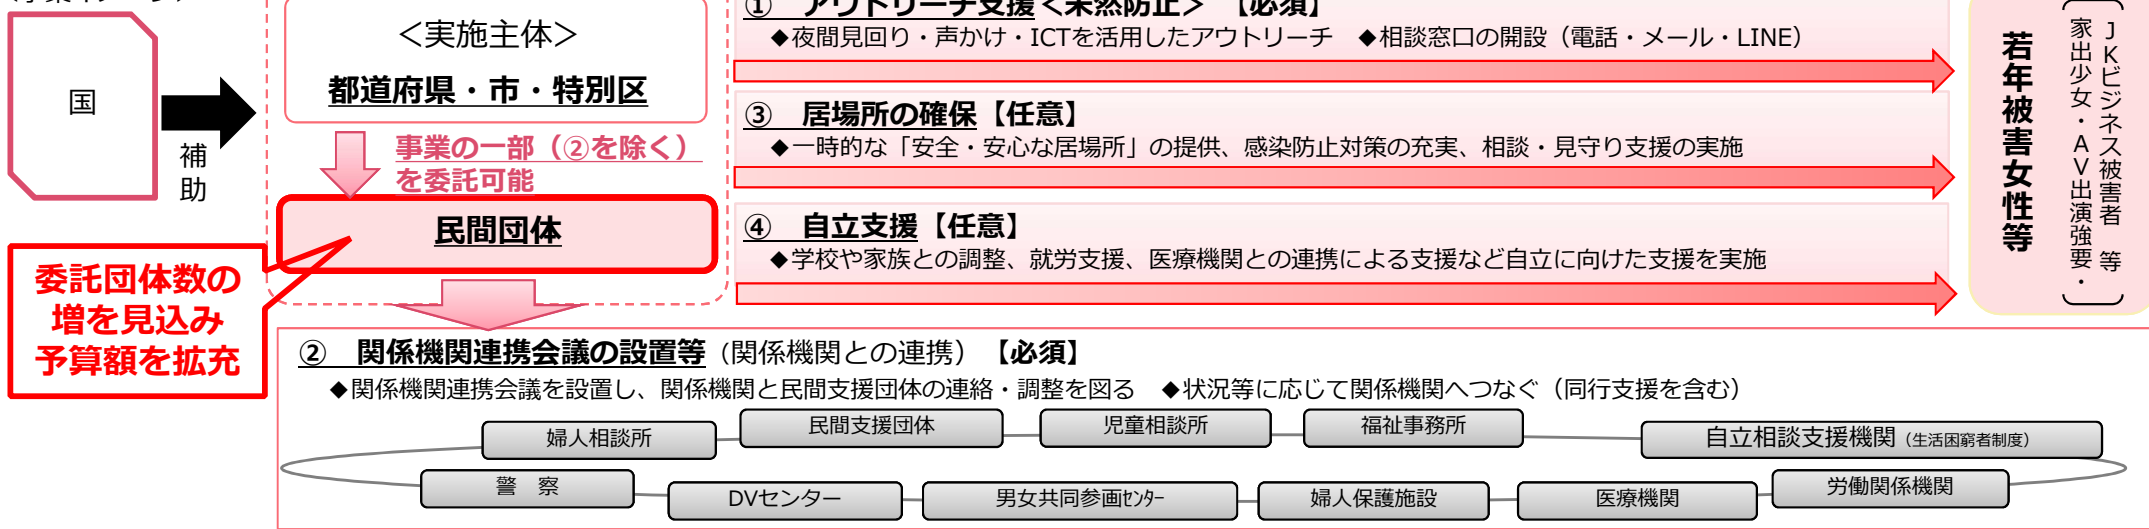 国
補助
＜実施主体＞
都道府県・市・特別区
事業の一部（②を除く）
を委託可能
民間団体
委託団体数の
増を見込み
予算額を拡充
① アウトリーチ支援＜未然防止＞ 【必須】
◆夜間見回り・声かけ・ICTを活用したアウトリーチ ◆相談窓口の開設（電話・メール・LINE）
③ 居場所の確保【任意】
◆一時的な「安全・安心な居場所」の提供、感染防止対策の充実、相談・見守り支援の実施
④ 自立支援【任意】
◆学校や家族との調整、就労支援、医療機関との連携による支援など自立に向けた支援を実施
若年被害女性等
JKビジネス被害者 等
家出少女・AV出演強要・
② 関係機関連携会議の設置等（関係機関との連携）【必須】
◆関係機関連携会議を設置し、関係機関と民間支援団体の連絡・調整を図る ◆状況等に応じて関係機関へつなぐ（同行支援を含む）
婦人相談所
民間支援団体
児童相談所
福祉事務所
自立相談支援機関（生活困窮者制度）
警 察
DVセンター
男女共同参画ｾﾝﾀｰ
婦人保護施設
医療機関
労働関係機関